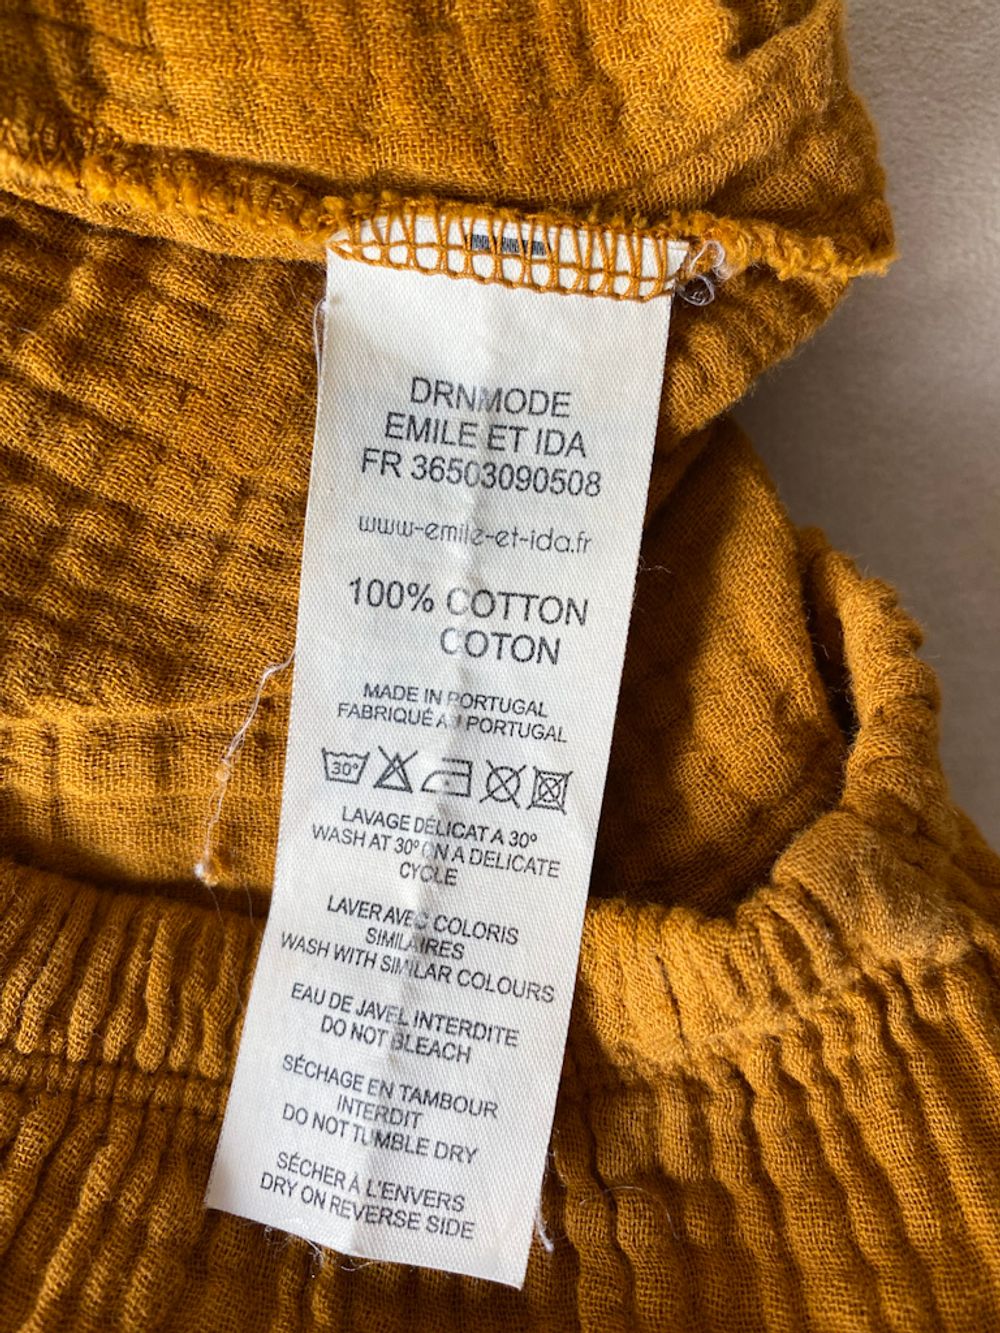 DRNMODE
EMILE ET IDA
FR 36503090508
www-emile-et-ida.fr
100% COTTON
COTON
MADE IN PORTUGAL
FABRIQUÉ AU PORTUGAL
30°
LAVAGE DÉLICAT A 30°
WASH AT 30° ON A DELICATE
CYCLE
LAVER AVEC COLORIS
SIMILAIRES
WASH WITH SIMILAR COLOURS
EAU DE JAVEL INTERDITE
DO NOT BLEACH
SÉCHAGE EN TAMBOUR
INTERDIT
DO NOT TUMBLE DRY
SÉCHER À L'ENVERS
DRY ON REVERSE SIDE